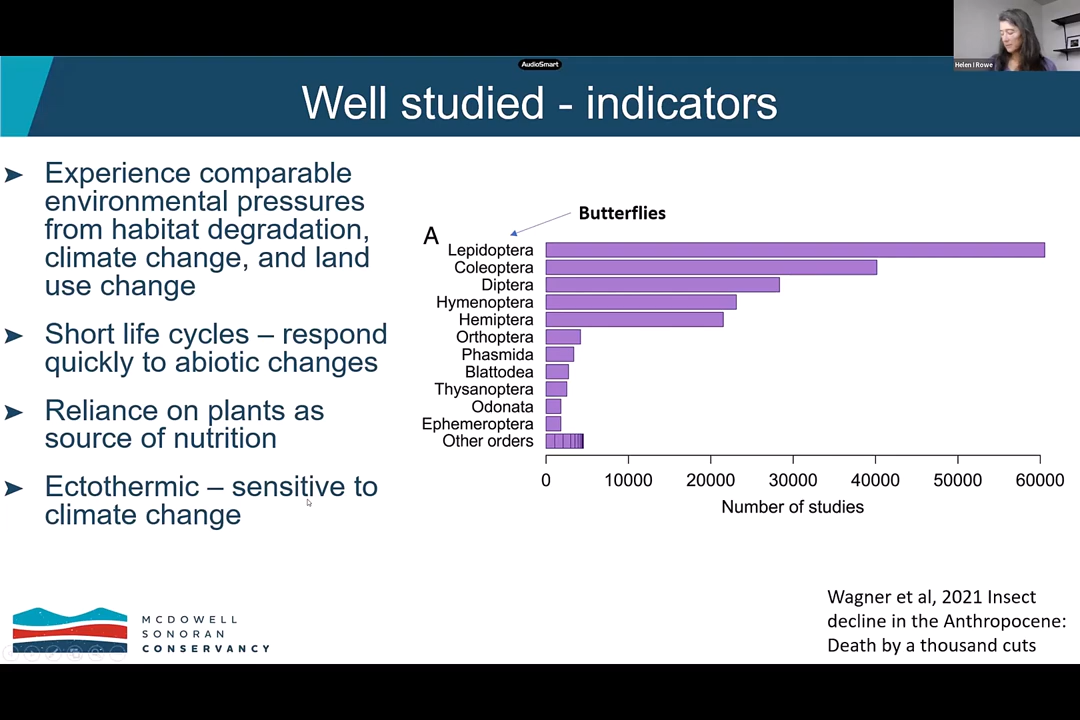 Helen I Rowe
AudioSmart
Well studied - indicators
➤ Experience comparable
environmental pressures
from habitat degradation,
climate change, and land
use change
➤ Short life cycles – respond
quickly to abiotic changes
➤ Reliance on plants as
source of nutrition
➤ Ectothermic – sensitive to
climate change
Butterflies
A
Lepidoptera
Coleoptera
Diptera
Hymenoptera
Hemiptera
Orthoptera
Phasmida
Blattodea
Thysanoptera
Odonata
Ephemeroptera
Other orders
0 10000 20000 30000 40000 50000 60000
Number of studies
MCDOWELL
SONORAN
CONSERVANCY
Wagner et al, 2021 Insect
decline in the Anthropocene:
Death by a thousand cuts